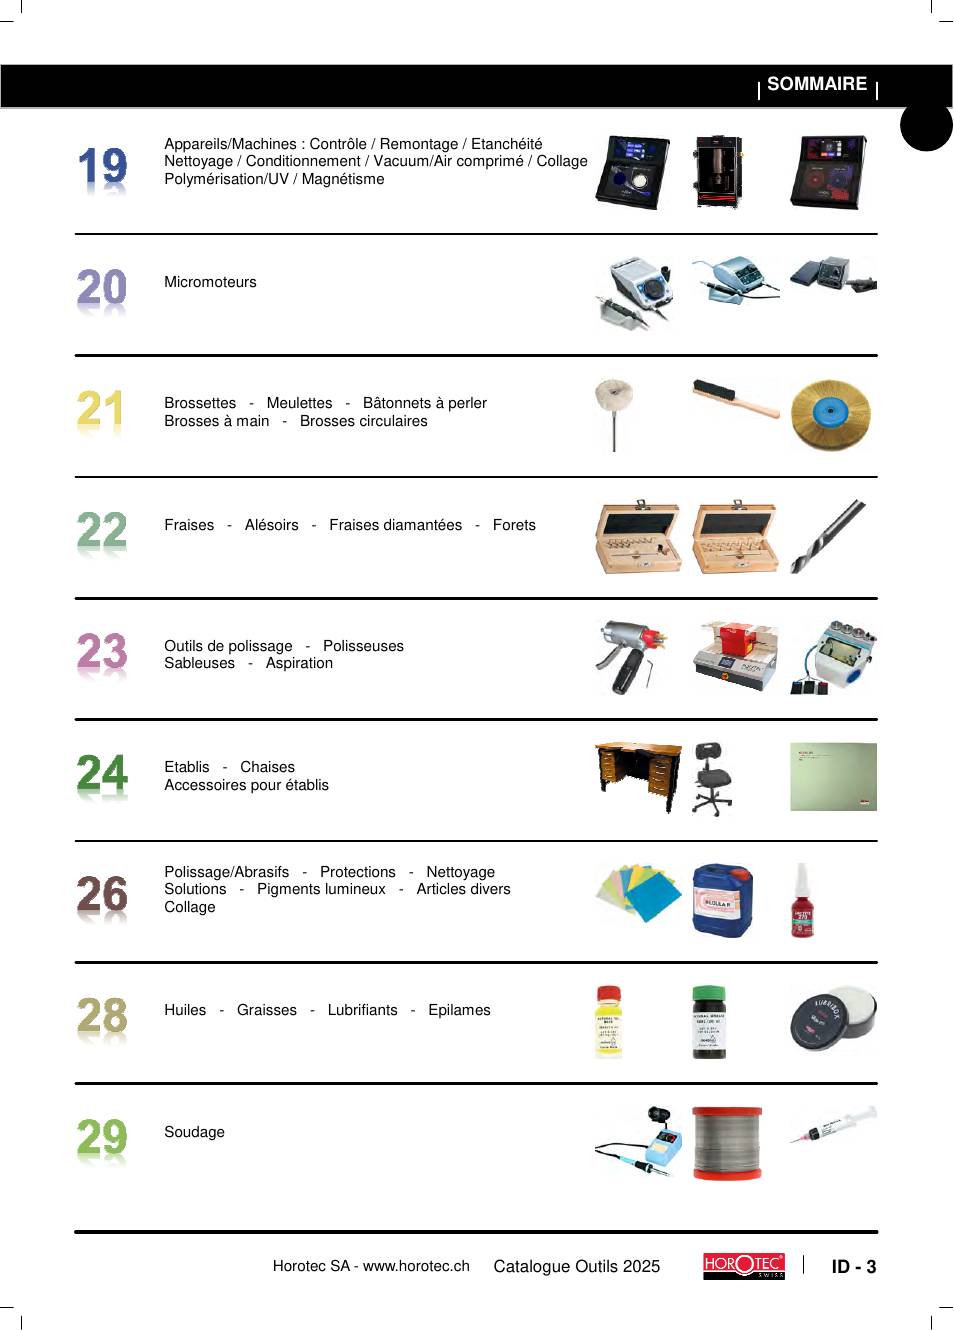 SOMMAIRE
19
Appareils/Machines : Contrôle / Remontage / Etanchéité
Nettoyage / Conditionnement / Vacuum/Air comprimé / Collage
Polymérisation/UV / Magnétisme
20
Micromoteurs
21
Brossettes - Meulettes - Bâtonnets à perler
Brosses à main - Brosses circulaires
22
Fraises - Alésoirs - Fraises diamantées - Forets
23
Outils de polissage - Polisseuses
Sableuses - Aspiration
24
Etablis - Chaises
Accessoires pour établis
26
Polissage/Abrasifs - Protections - Nettoyage
Solutions - Pigments lumineux - Articles divers
Collage
LOCTITE
270
28
Huiles - Graisses - Lubrifiants - Epilames
29
Soudage
Horotec SA - www.horotec.ch Catalogue Outils 2025
HOROTEC
SWISS
ID - 3